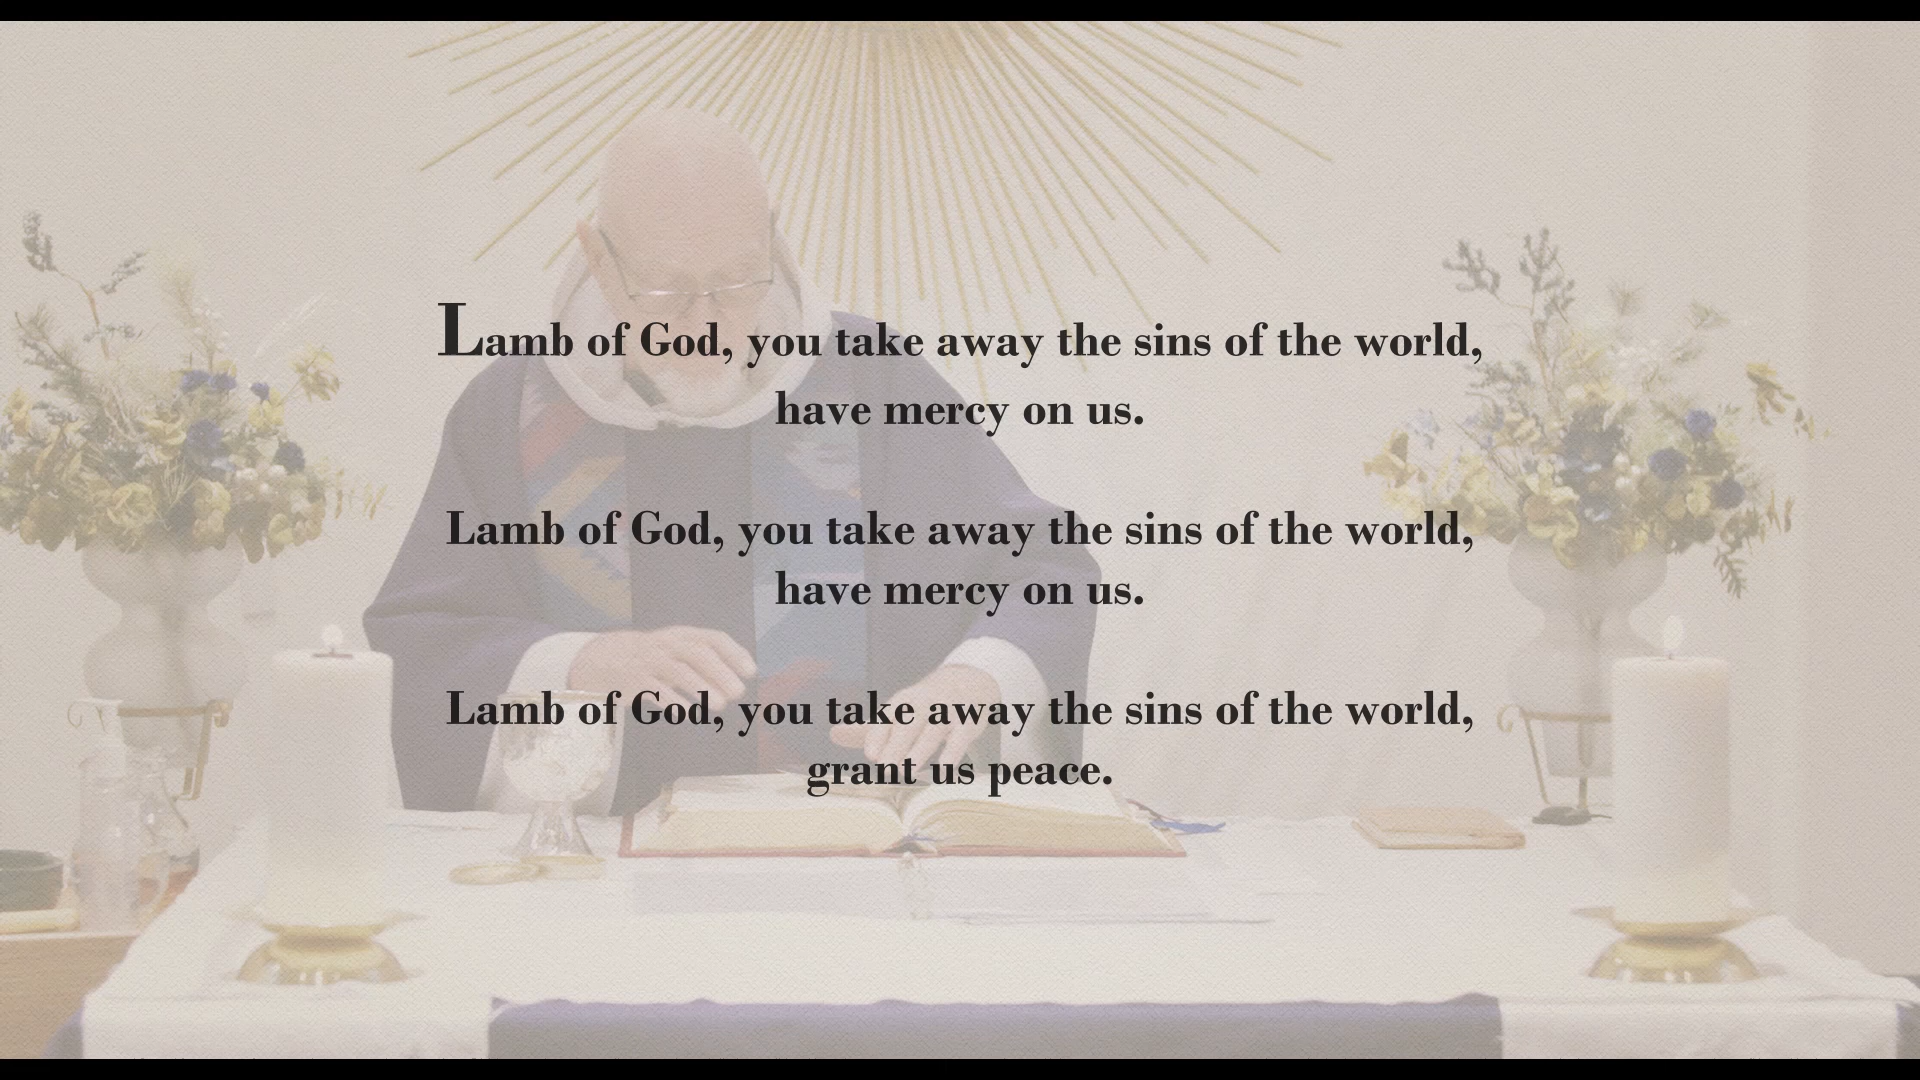 Lamb of God, you take away the sins of the world,
have mercy on us.
Lamb of God, you take away the sins of the world,
have mercy on us.
Lamb of God, you take away the sins of the world,
grant us peace.